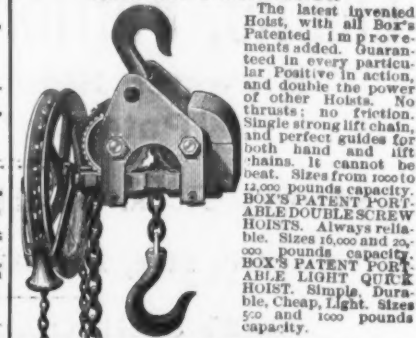 The latest invented
Hoist, with all Box's
Patented improve-
ments added. Guaran-
teed in every particu-
lar Positive in action,
and double the power
of other Hoists. No
thrusts; no friction.
Single strong lift chain,
and perfect guides for
both hand and lift
chains. It cannot be
beat. Sizes from 1000 to
12,000 pounds capacity.
BOX'S PATENT PORT-
ABLE DOUBLE SCREW
HOISTS. Always relia-
ble. Sizes 16,000 and 20,-
000 pounds capacity.
BOX'S PATENT PORT-
ABLE LIGHT QUICK
HOIST. Simple, Dura-
ble, Cheap, Light. Sizes
500 and 1000 pounds
capacity.